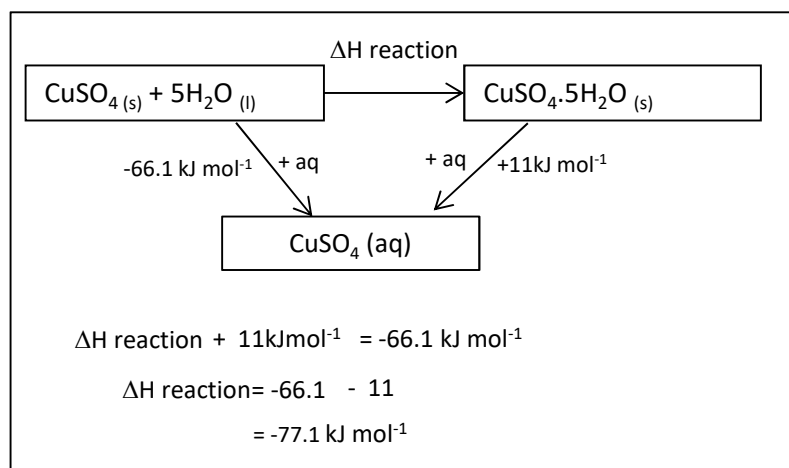 ΔH reaction
CuSO₄ (s) + 5H₂O (l)
CuSO₄.5H₂O (s)
-66.1 kJ mol⁻¹
+ aq
+ aq
+11kJ mol⁻¹
CuSO₄ (aq)
ΔH reaction + 11kJmol⁻¹ = -66.1 kJ mol⁻¹
ΔH reaction= -66.1 - 11
= -77.1 kJ mol⁻¹